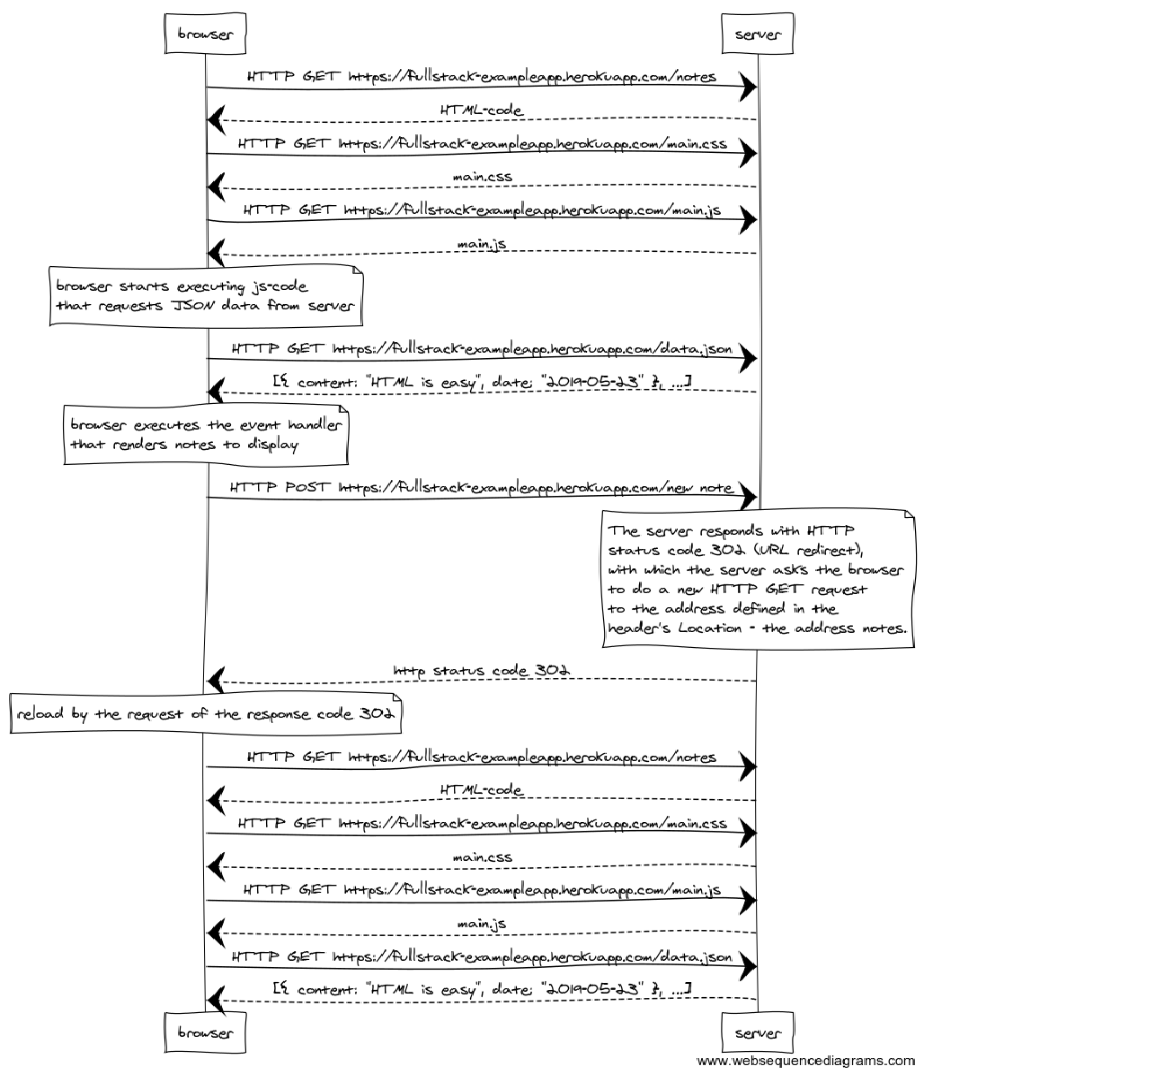 browser
server
HTTP GET https://fullstack-exampleapp.herokuapp.com/notes
HTML-code
HTTP GET https://fullstack-exampleapp.herokuapp.com/main.css
main.css
HTTP GET https://fullstack-exampleapp.herokuapp.com/main.js
main.js
browser starts executing js-code
that requests JSON data from server
HTTP GET https://fullstack-exampleapp.herokuapp.com/data.json
[{ content: "HTML is easy", date: "2019-05-23" }, ...]
browser executes the event handler
that renders notes to display
HTTP POST https://fullstack-exampleapp.herokuapp.com/new note
The server responds with HTTP
status code 302 (URL redirect),
with which the server asks the browser
to do a new HTTP GET request
to the address defined in the
header's Location - the address notes.
http status code 302
reload by the request of the response code 302
HTTP GET https://fullstack-exampleapp.herokuapp.com/notes
HTML-code
HTTP GET https://fullstack-exampleapp.herokuapp.com/main.css
main.css
HTTP GET https://fullstack-exampleapp.herokuapp.com/main.js
main.js
HTTP GET https://fullstack-exampleapp.herokuapp.com/data.json
[{ content: "HTML is easy", date: "2019-05-23" }, ...]
browser
server
www.websequencediagrams.com